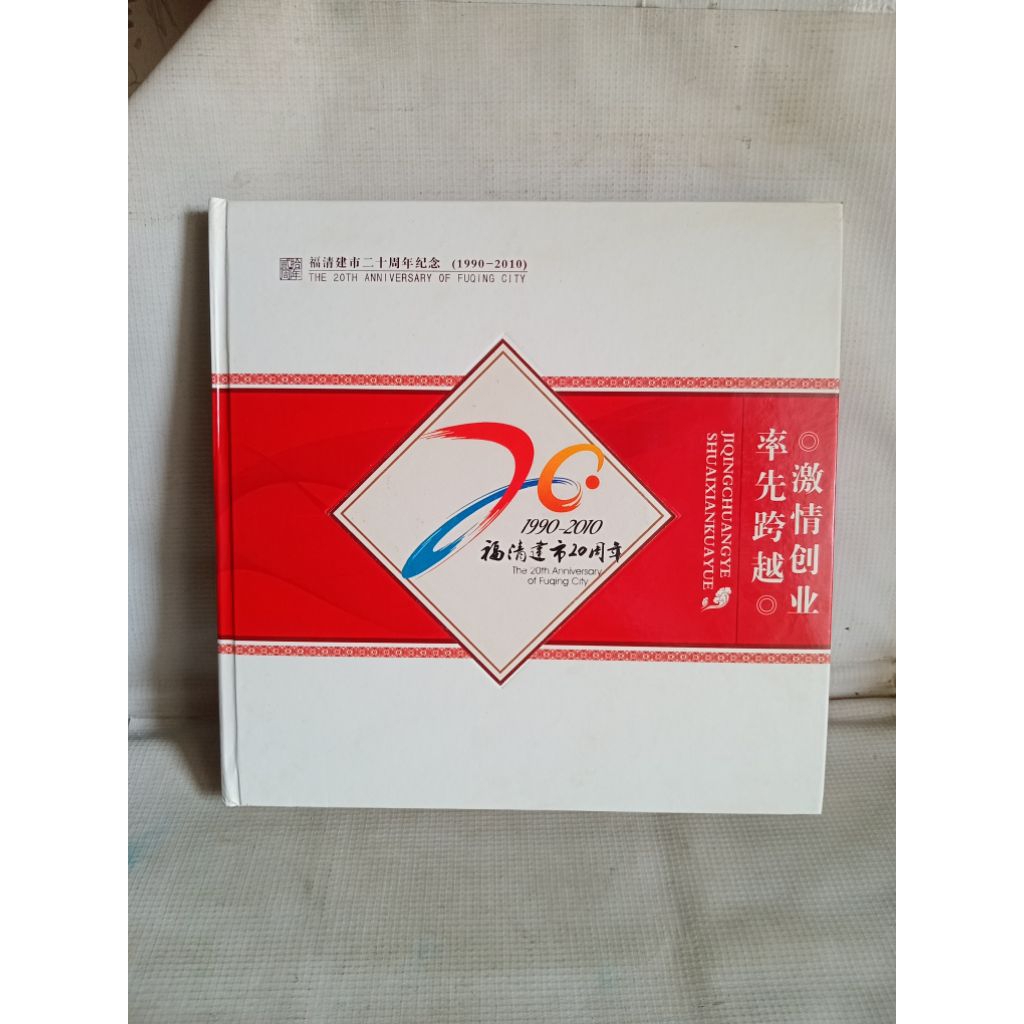 福清建市二十周年纪念 (1990-2010)
THE 20TH ANNIVERSARY OF FUQING CITY
20
1990-2010
福清建市20周年
The 20th Anniversary
of Fuqing City
◎激情创业
率先跨越◎
JIQINGCHUANGYE
SHUAIXIANKUAYUE